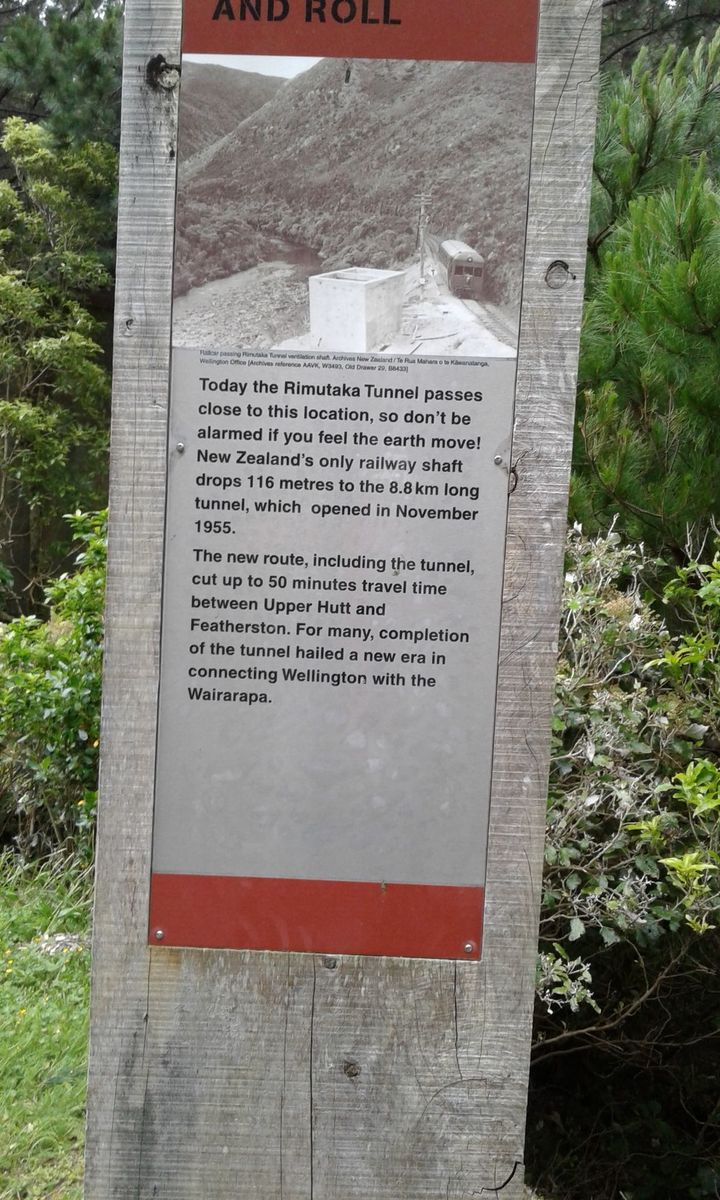 AND ROLL
Railcar passing Rimutaka Tunnel ventilation shaft. Archives New Zealand / Te Rua Mahara o te Kāwanatanga,
Wellington Office [Archives reference AAVK, W3493, Old Drawer 29, B8433]
Today the Rimutaka Tunnel passes
close to this location, so don't be
alarmed if you feel the earth move!
New Zealand's only railway shaft
drops 116 metres to the 8.8km long
tunnel, which opened in November
1955.
The new route, including the tunnel,
cut up to 50 minutes travel time
between Upper Hutt and
Featherston. For many, completion
of the tunnel hailed a new era in
connecting Wellington with the
Wairarapa.